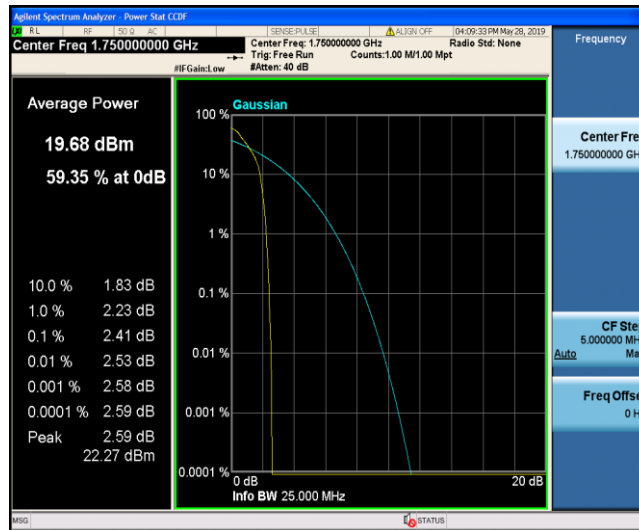 Agilent Spectrum Analyzer - Power Stat CCDF
RL RF 50 Ω AC SENSE:PULSE ALIGN OFF 04:09:33 PM May 28, 2019
Center Freq 1.750000000 GHz
Center Freq: 1.750000000 GHz Radio Std: None
Trig: Free Run Counts:1.00 M/1.00 Mpt
#IFGain:Low #Atten: 40 dB
Frequency
Average Power
19.68 dBm
59.35 % at 0dB
10.0 % 1.83 dB
1.0 % 2.23 dB
0.1 % 2.41 dB
0.01 % 2.53 dB
0.001 % 2.58 dB
0.0001 % 2.59 dB
Peak 2.59 dB
22.27 dBm
Gaussian
100 %
10 %
1 %
0.1 %
0.01 %
0.001 %
0.0001 %
0 dB 20 dB
Info BW 25.000 MHz
Center Fre
1.750000000 GH
CF Ste
5.000000 MH
Auto Ma
Freq Offse
0 H
MSG STATUS